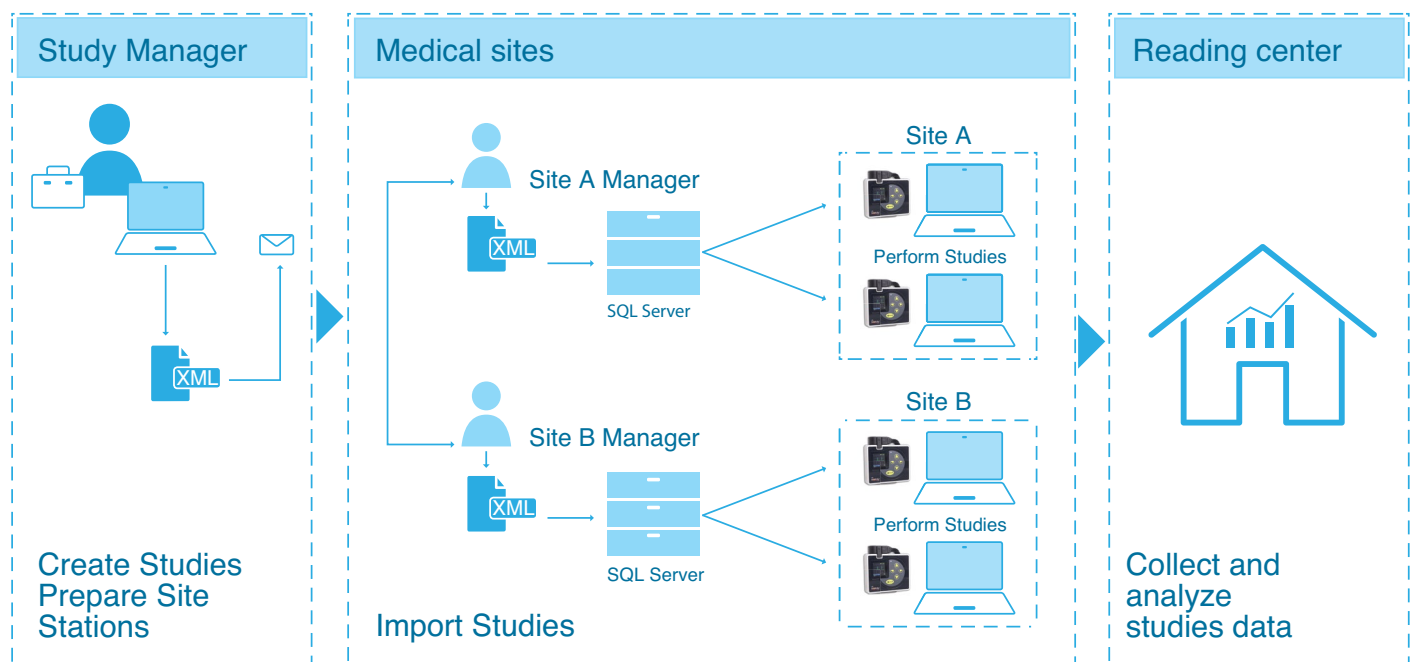 Study Manager
XML
Create Studies
Prepare Site
Stations
Medical sites
Site A Manager
XML
SQL Server
Site A
Perform Studies
Site B Manager
XML
SQL Server
Site B
Perform Studies
Import Studies
Reading center
Collect and
analyze
studies data